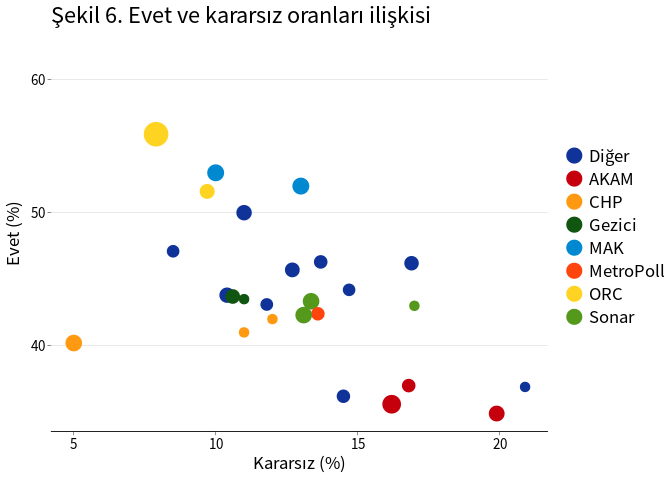 Şekil 6. Evet ve kararsız oranları ilişkisi
60
50
40
Evet (%)
5
10
15
20
Kararsız (%)
Diğer
AKAM
CHP
Gezici
MAK
MetroPoll
ORC
Sonar